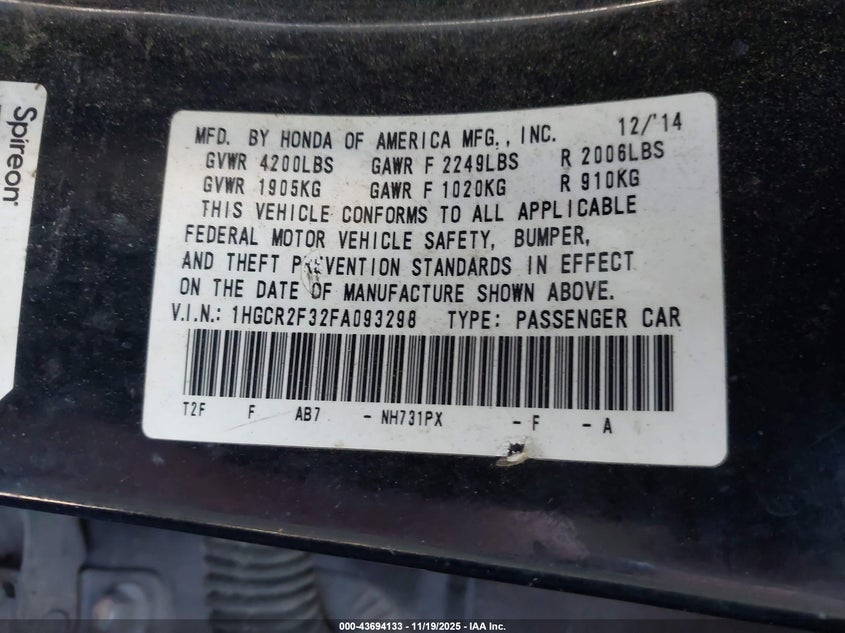 Spireon
MFD. BY HONDA OF AMERICA MFG., INC. 12/'14
GVWR 4200LBS GAWR F 2249LBS R 2006LBS
GVWR 1905KG GAWR F 1020KG R 910KG
THIS VEHICLE CONFORMS TO ALL APPLICABLE
FEDERAL MOTOR VEHICLE SAFETY, BUMPER,
AND THEFT PREVENTION STANDARDS IN EFFECT
ON THE DATE OF MANUFACTURE SHOWN ABOVE.
V.I.N.: 1HGCR2F32FA093298 TYPE: PASSENGER CAR
T2F F AB7 - NH731PX - F - A
000-43694133 - 11/19/2025 - IAA Inc.